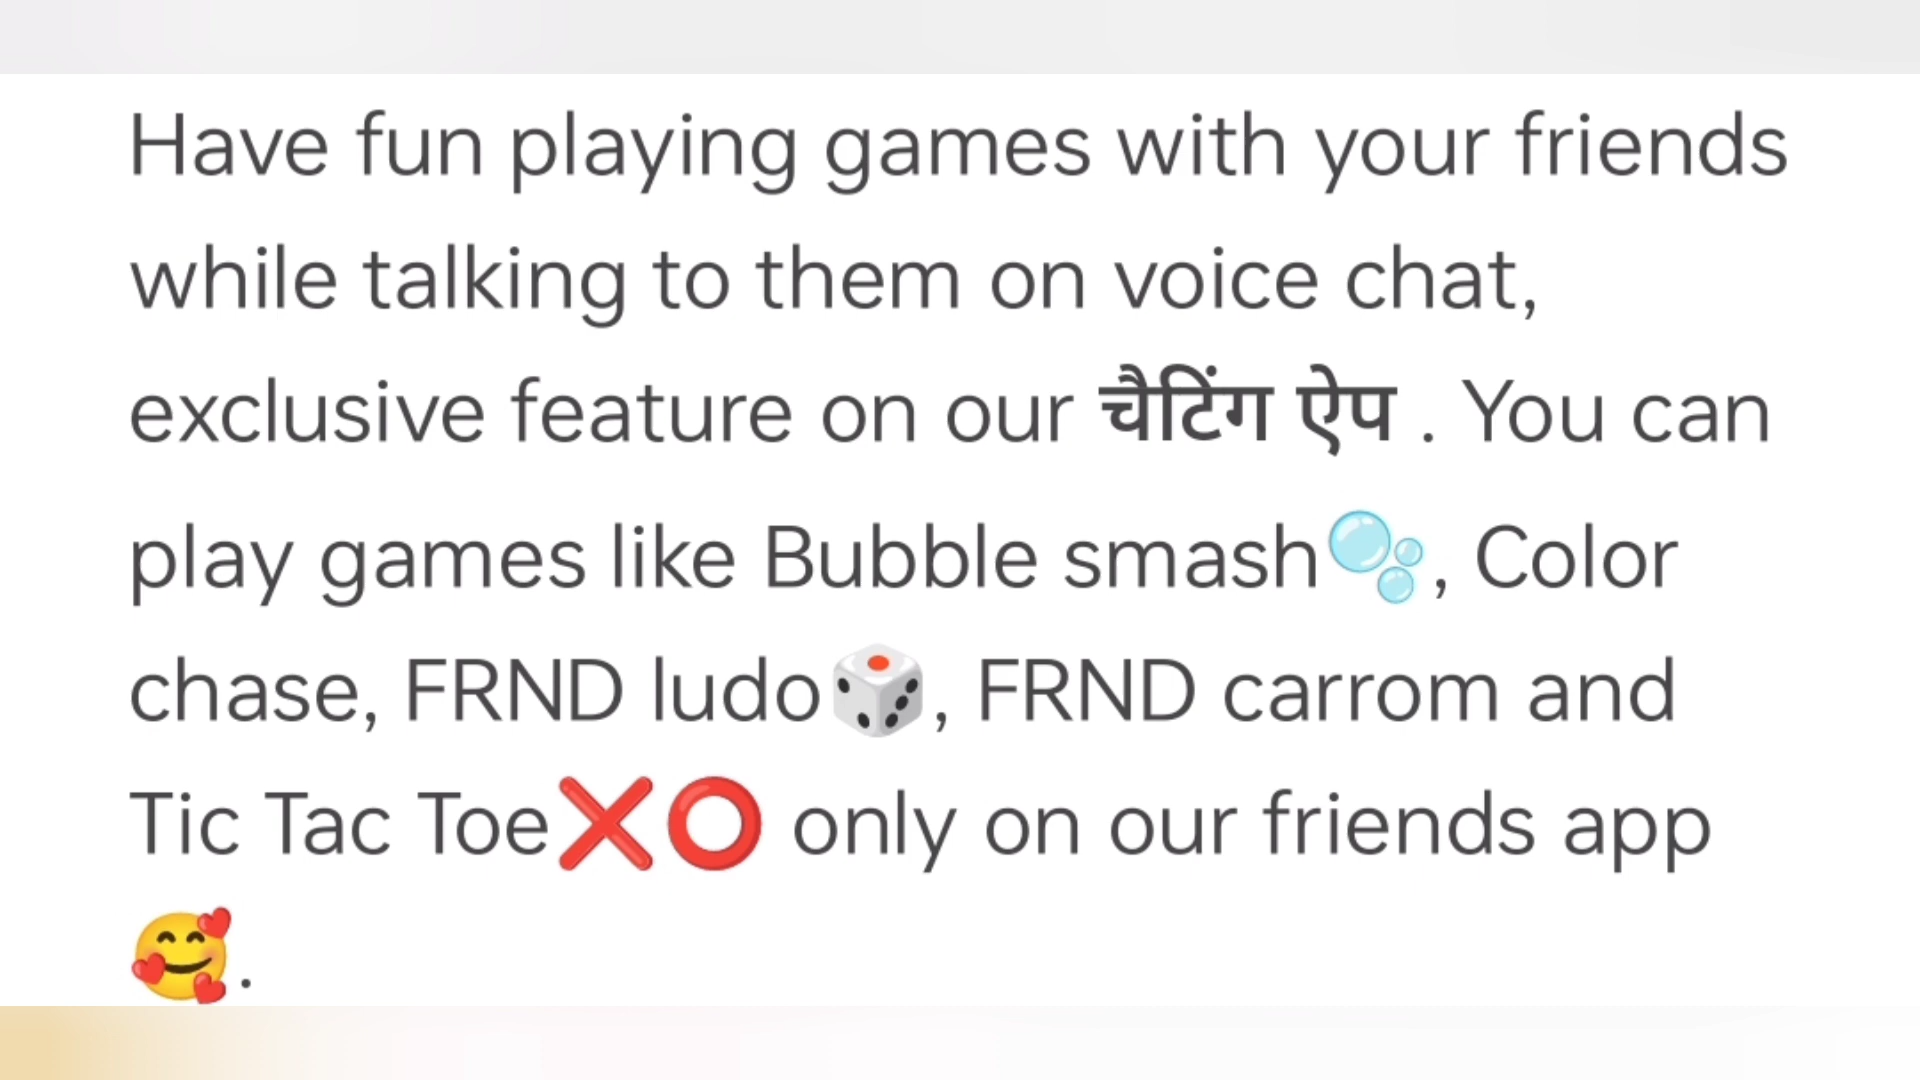 Have fun playing games with your friends
while talking to them on voice chat,
exclusive feature on our चैटिंग ऐप . You can
play games like Bubble smash🫧, Color
chase, FRND ludo🎲, FRND carrom and
Tic Tac Toe❌⭕ only on our friends app
🥰.